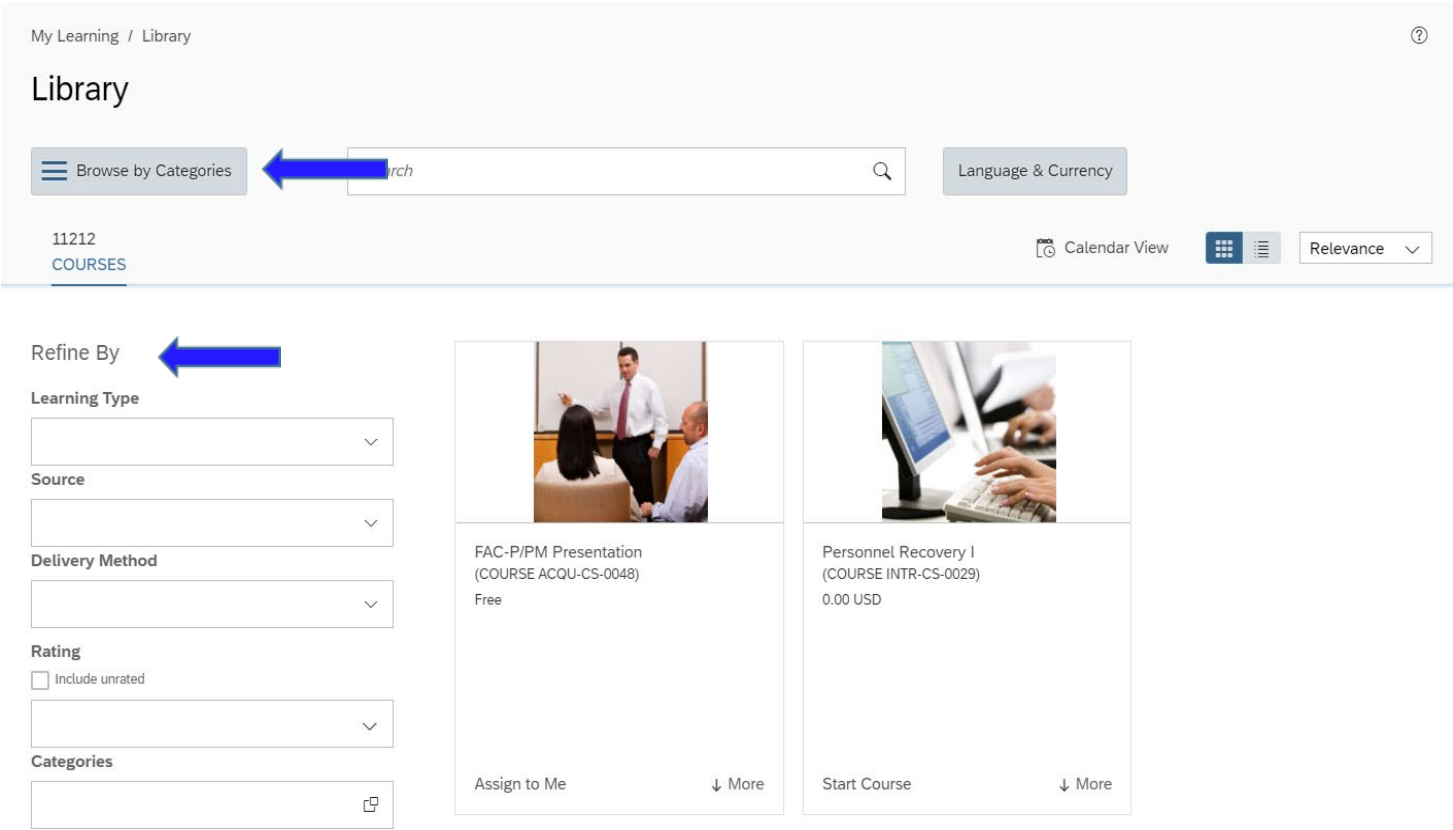 My Learning / Library
Library
Browse by Categories
rch
Language & Currency
11212
COURSES
Calendar View
Relevance
Refine By
Learning Type
Source
Delivery Method
Rating
Include unrated
Categories
FAC-P/PM Presentation
(COURSE ACQU-CS-0048)
Free
Assign to Me
More
Personnel Recovery I
(COURSE INTR-CS-0029)
0.00 USD
Start Course
More